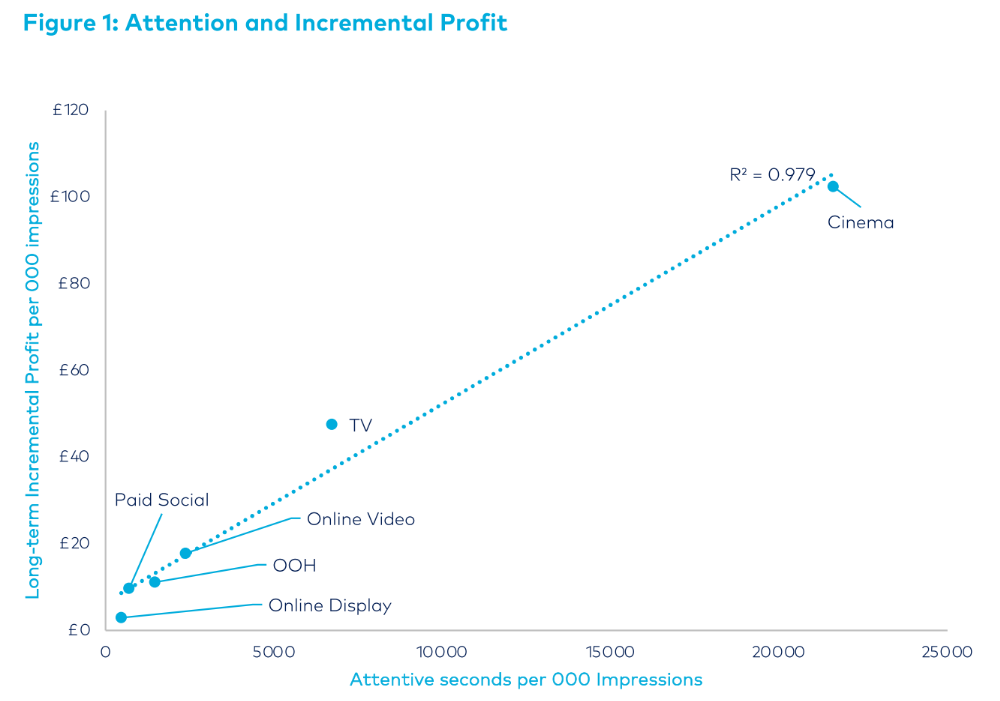 Figure 1: Attention and Incremental Profit
Long-term Incremental Profit per 000 impressions
£120
£100
£80
£60
£40
£20
£0
R² = 0.979
Cinema
TV
Paid Social
Online Video
OOH
Online Display
0
5000
10000
15000
20000
25000
Attentive seconds per 000 Impressions